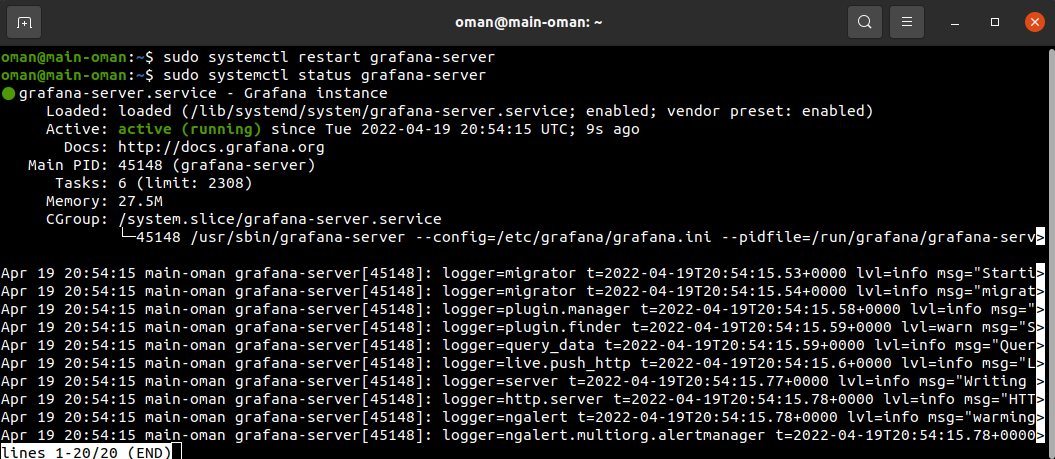 oman@main-oman: ~
oman@main-oman:~$ sudo systemctl restart grafana-server
oman@main-oman:~$ sudo systemctl status grafana-server
● grafana-server.service - Grafana instance
Loaded: loaded (/lib/systemd/system/grafana-server.service; enabled; vendor preset: enabled)
Active: active (running) since Tue 2022-04-19 20:54:15 UTC; 9s ago
Docs: http://docs.grafana.org
Main PID: 45148 (grafana-server)
Tasks: 6 (limit: 2308)
Memory: 27.5M
CGroup: /system.slice/grafana-server.service
└─45148 /usr/sbin/grafana-server --config=/etc/grafana/grafana.ini --pidfile=/run/grafana/grafana-serv>
Apr 19 20:54:15 main-oman grafana-server[45148]: logger=migrator t=2022-04-19T20:54:15.53+0000 lvl=info msg="Starti>
Apr 19 20:54:15 main-oman grafana-server[45148]: logger=migrator t=2022-04-19T20:54:15.54+0000 lvl=info msg="migrat>
Apr 19 20:54:15 main-oman grafana-server[45148]: logger=plugin.manager t=2022-04-19T20:54:15.58+0000 lvl=info msg=">
Apr 19 20:54:15 main-oman grafana-server[45148]: logger=plugin.finder t=2022-04-19T20:54:15.59+0000 lvl=warn msg="S>
Apr 19 20:54:15 main-oman grafana-server[45148]: logger=query_data t=2022-04-19T20:54:15.59+0000 lvl=info msg="Quer>
Apr 19 20:54:15 main-oman grafana-server[45148]: logger=live.push_http t=2022-04-19T20:54:15.6+0000 lvl=info msg="L>
Apr 19 20:54:15 main-oman grafana-server[45148]: logger=server t=2022-04-19T20:54:15.77+0000 lvl=info msg="Writing >
Apr 19 20:54:15 main-oman grafana-server[45148]: logger=http.server t=2022-04-19T20:54:15.78+0000 lvl=info msg="HTT>
Apr 19 20:54:15 main-oman grafana-server[45148]: logger=ngalert t=2022-04-19T20:54:15.78+0000 lvl=info msg="warming>
Apr 19 20:54:15 main-oman grafana-server[45148]: logger=ngalert.multiorg.alertmanager t=2022-04-19T20:54:15.78+0000>
lines 1-20/20 (END)